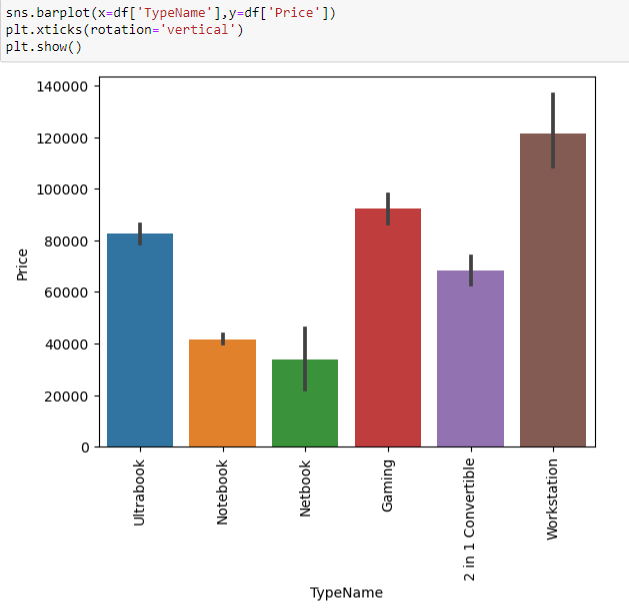 sns.barplot(x=df['TypeName'],y=df['Price'])
plt.xticks(rotation='vertical')
plt.show()
140000
120000
100000
80000
60000
40000
20000
0
Price
Ultrabook
Notebook
Netbook
Gaming
2 in 1 Convertible
Workstation
TypeName